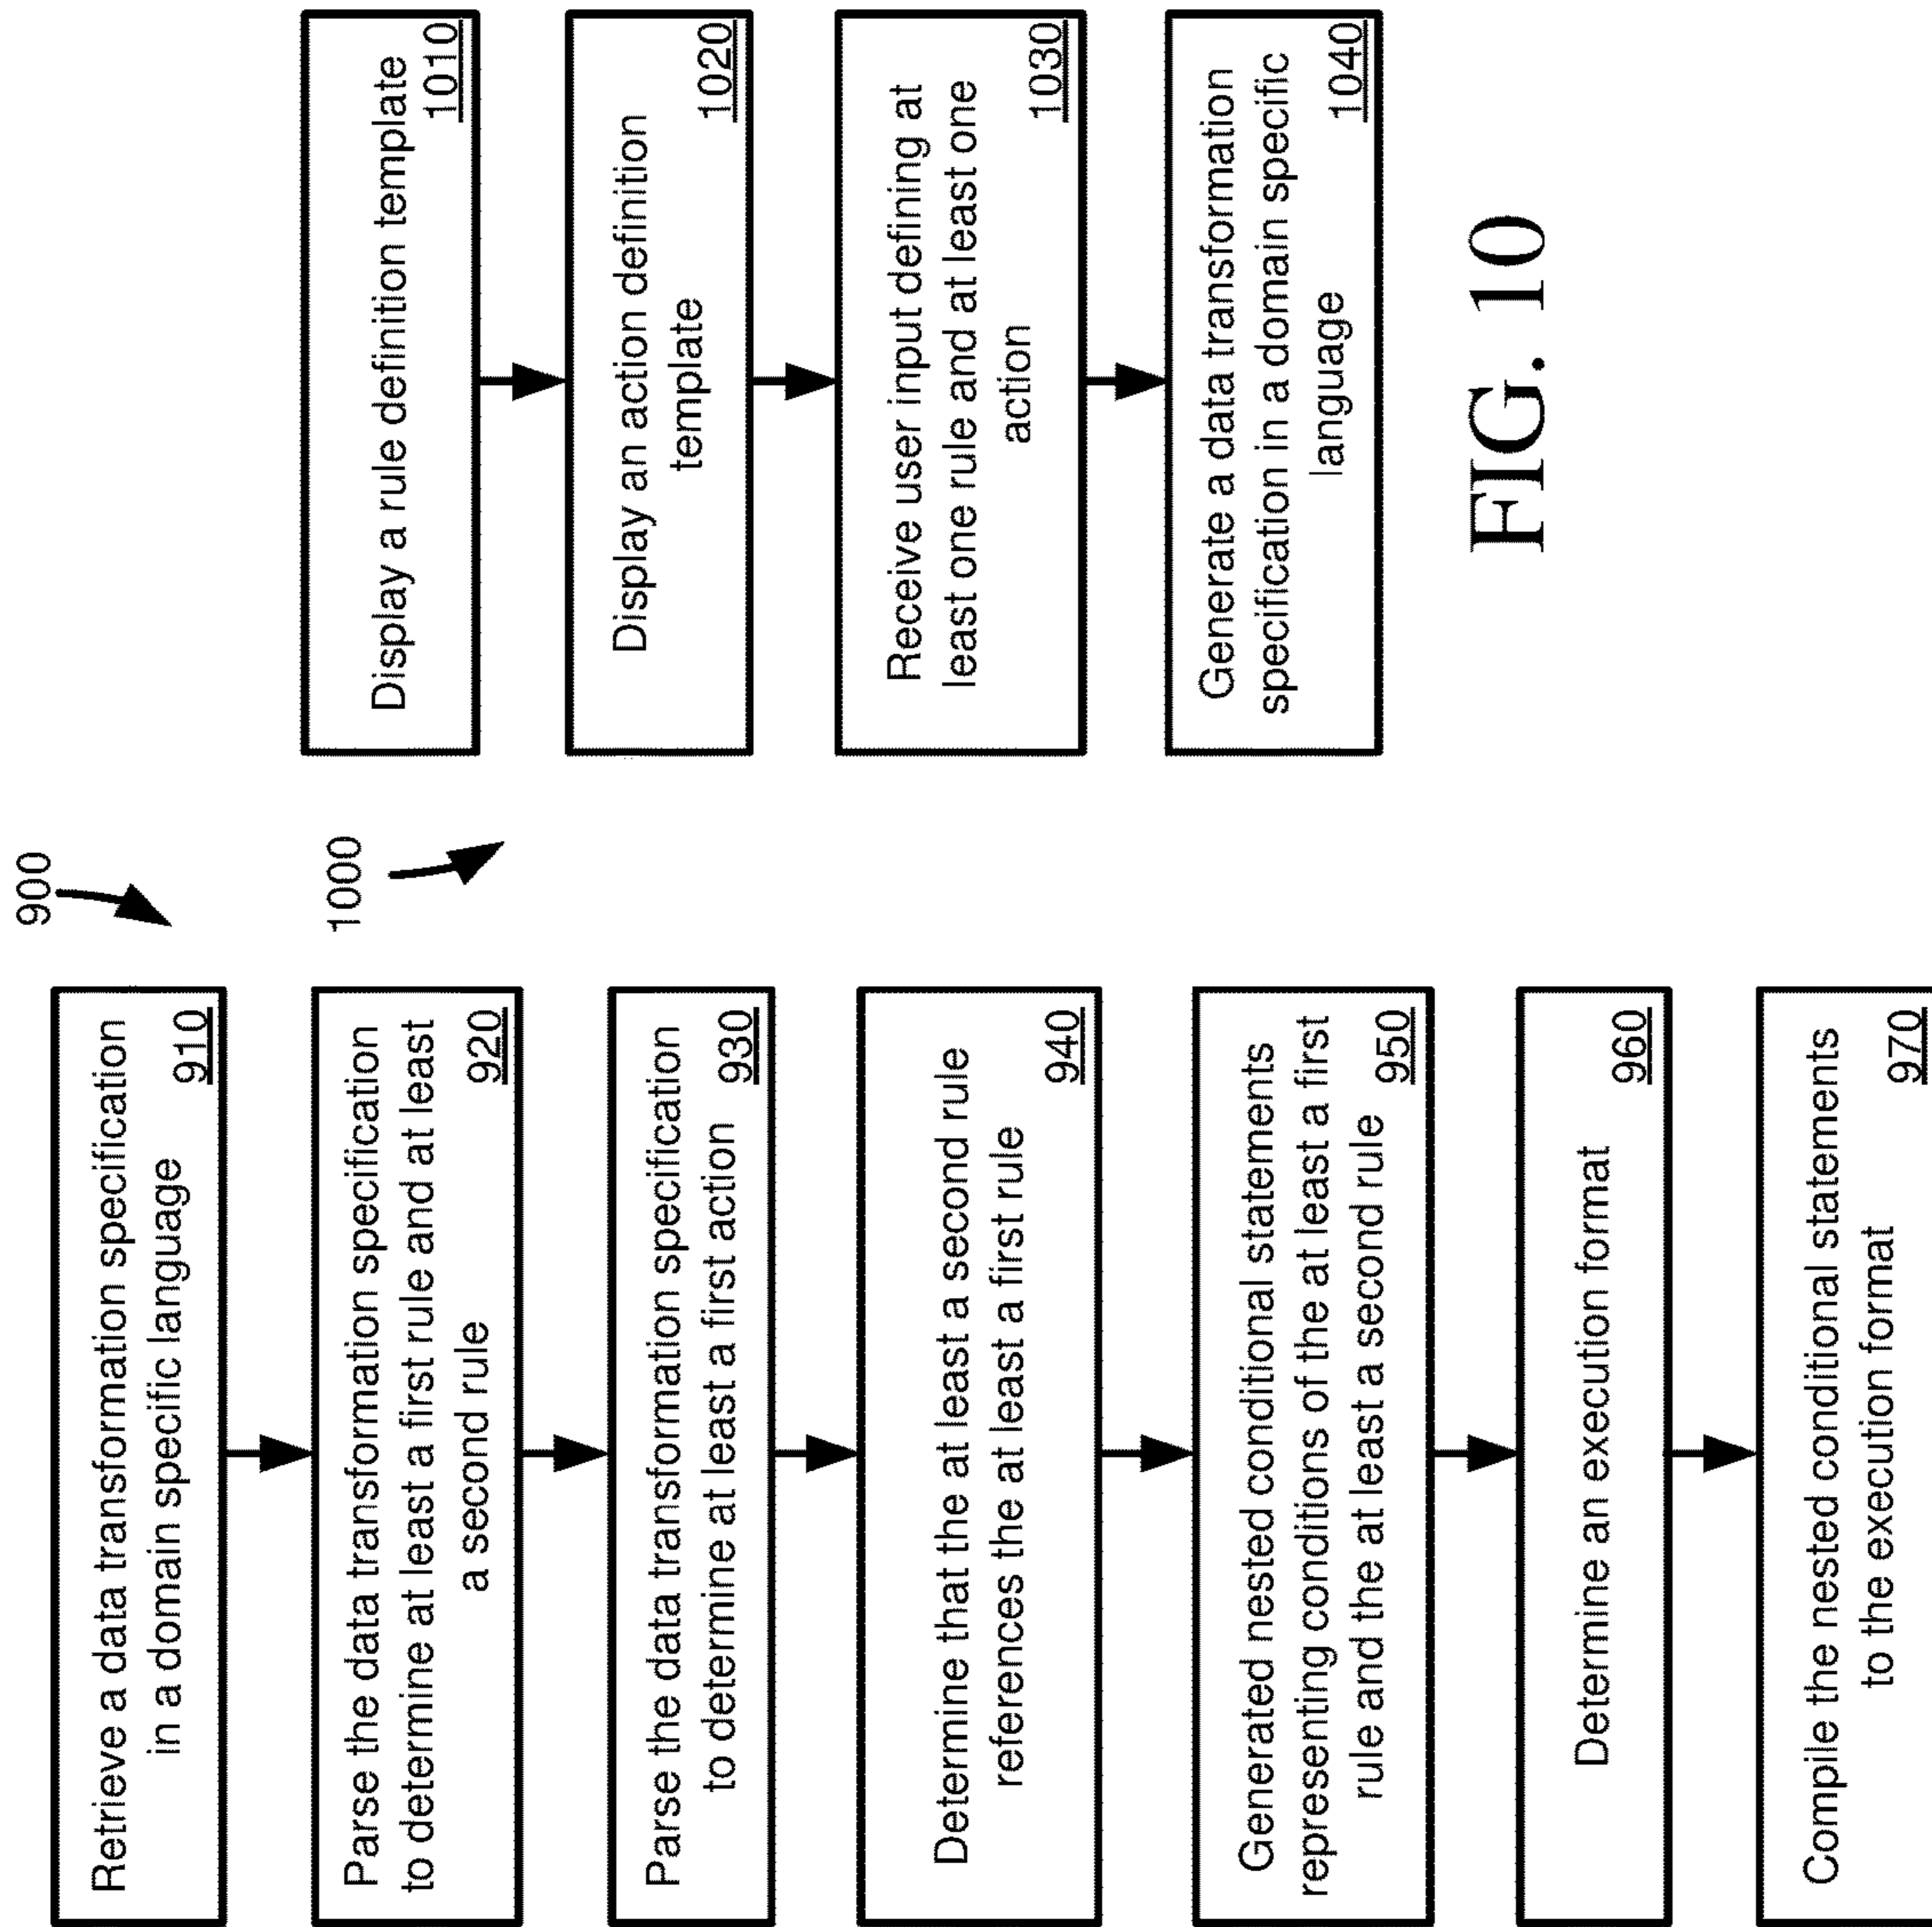 900
Retrieve a data transformation specification
in a domain specific language
910
Parse the data transformation specification
to determine at least a first rule and at least
a second rule
920
Parse the data transformation specification
to determine at least a first action
930
Determine that the at least a second rule
references the at least a first rule
940
Generated nested conditional statements
representing conditions of the at least a first
rule and the at least a second rule
950
Determine an execution format
960
Compile the nested conditional statements
to the execution format
970
1000
Display a rule definition template
1010
Display an action definition
template
1020
Receive user input defining at
least one rule and at least one
action
1030
Generate a data transformation
specification in a domain specific
language
1040
FIG. 10